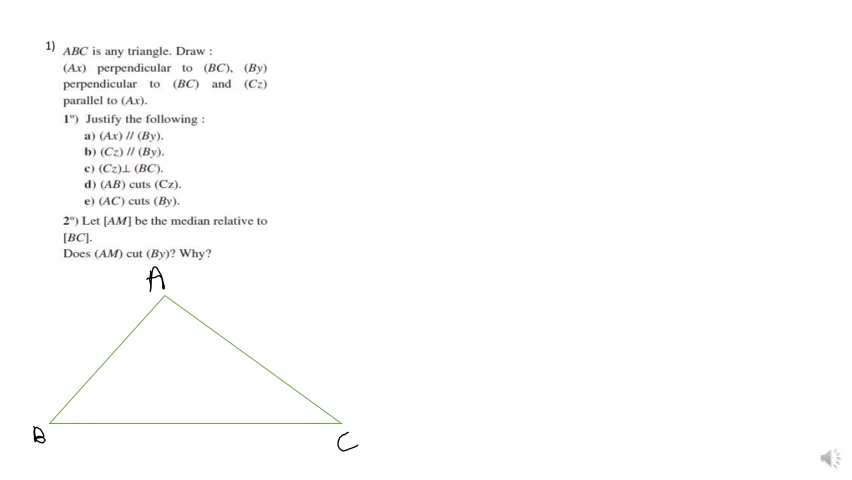 1) ABC is any triangle. Draw :
(Ax) perpendicular to (BC), (By)
perpendicular to (BC) and (Cz)
parallel to (Ax).
1°) Justify the following :
a) (Ax) // (By).
b) (Cz) // (By).
c) (Cz)⊥ (BC).
d) (AB) cuts (Cz).
e) (AC) cuts (By).
2°) Let [AM] be the median relative to
[BC].
Does (AM) cut (By)? Why?
A
B
C